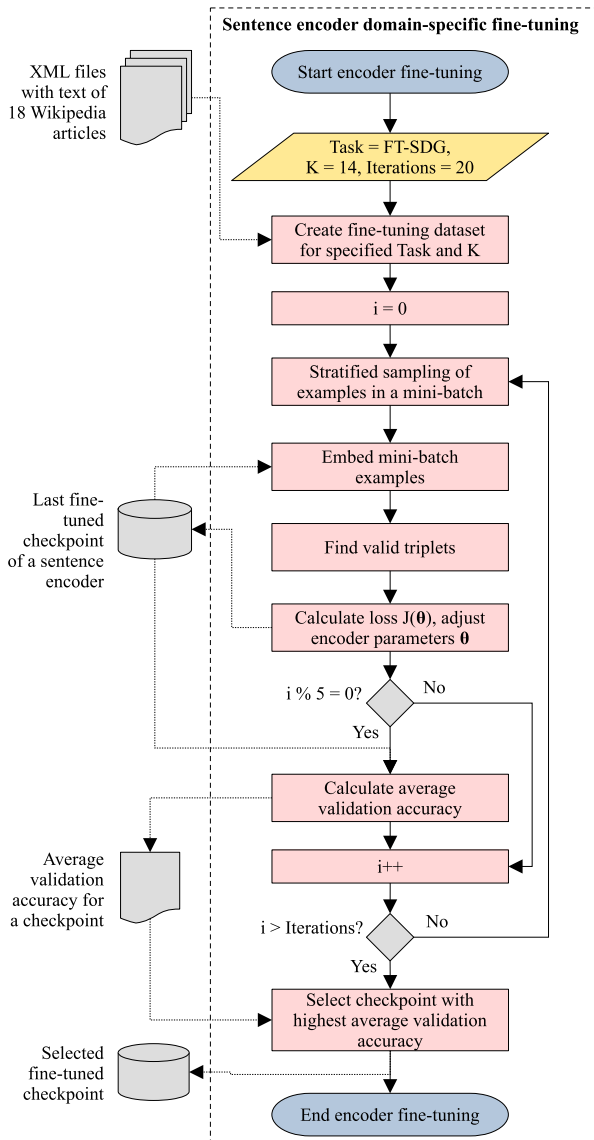 Sentence encoder domain-specific fine-tuning
XML files
with text of
18 Wikipedia
articles
Start encoder fine-tuning
Task = FT-SDG,
K = 14, Iterations = 20
Create fine-tuning dataset
for specified Task and K
i = 0
Stratified sampling of
examples in a mini-batch
Embed mini-batch
examples
Last fine-
tuned
checkpoint
of a sentence
encoder
Find valid triplets
Calculate loss J(θ), adjust
encoder parameters θ
i % 5 = 0?
No
Yes
Calculate average
validation accuracy
Average
validation
accuracy for
a checkpoint
i++
i > Iterations?
No
Yes
Select checkpoint with
highest average validation
accuracy
Selected
fine-tuned
checkpoint
End encoder fine-tuning